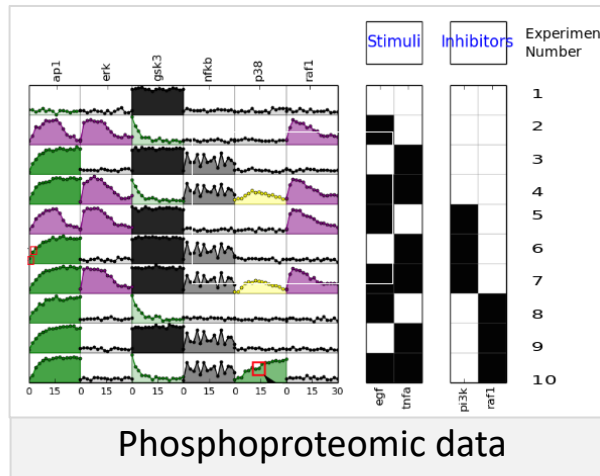 Stimuli Inhibitors Experiment Number
ap1 erk gsk3 nfkb p38 raf1
1
2
3
4
5
6
7
8
9
10
0 15 0 15 0 15 0 15 0 15 0 15 30
egf tnfa pi3k raf1
Phosphoproteomic data